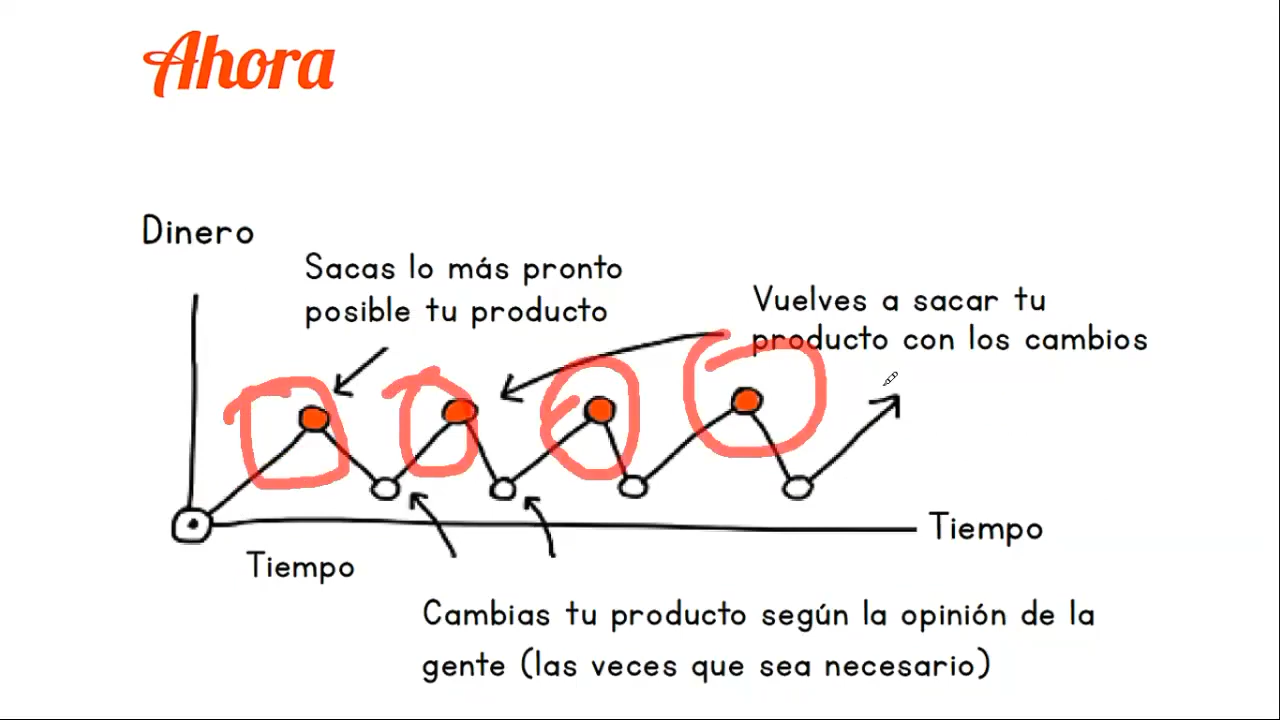 Ahora
Dinero
Sacas lo más pronto
posible tu producto
Vuelves a sacar tu
producto con los cambios
Tiempo
Tiempo
Cambias tu producto según la opinión de la
gente (las veces que sea necesario)